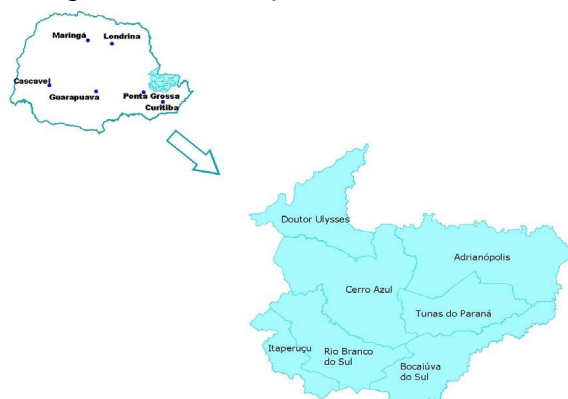 Maringá
Londrina
Cascavel
Guarapuava
Ponta Grossa
Curitiba
Doutor Ulysses
Adrianópolis
Cerro Azul
Tunas do Paraná
Itaperuçu
Rio Branco
do Sul
Bocaiúva
do Sul